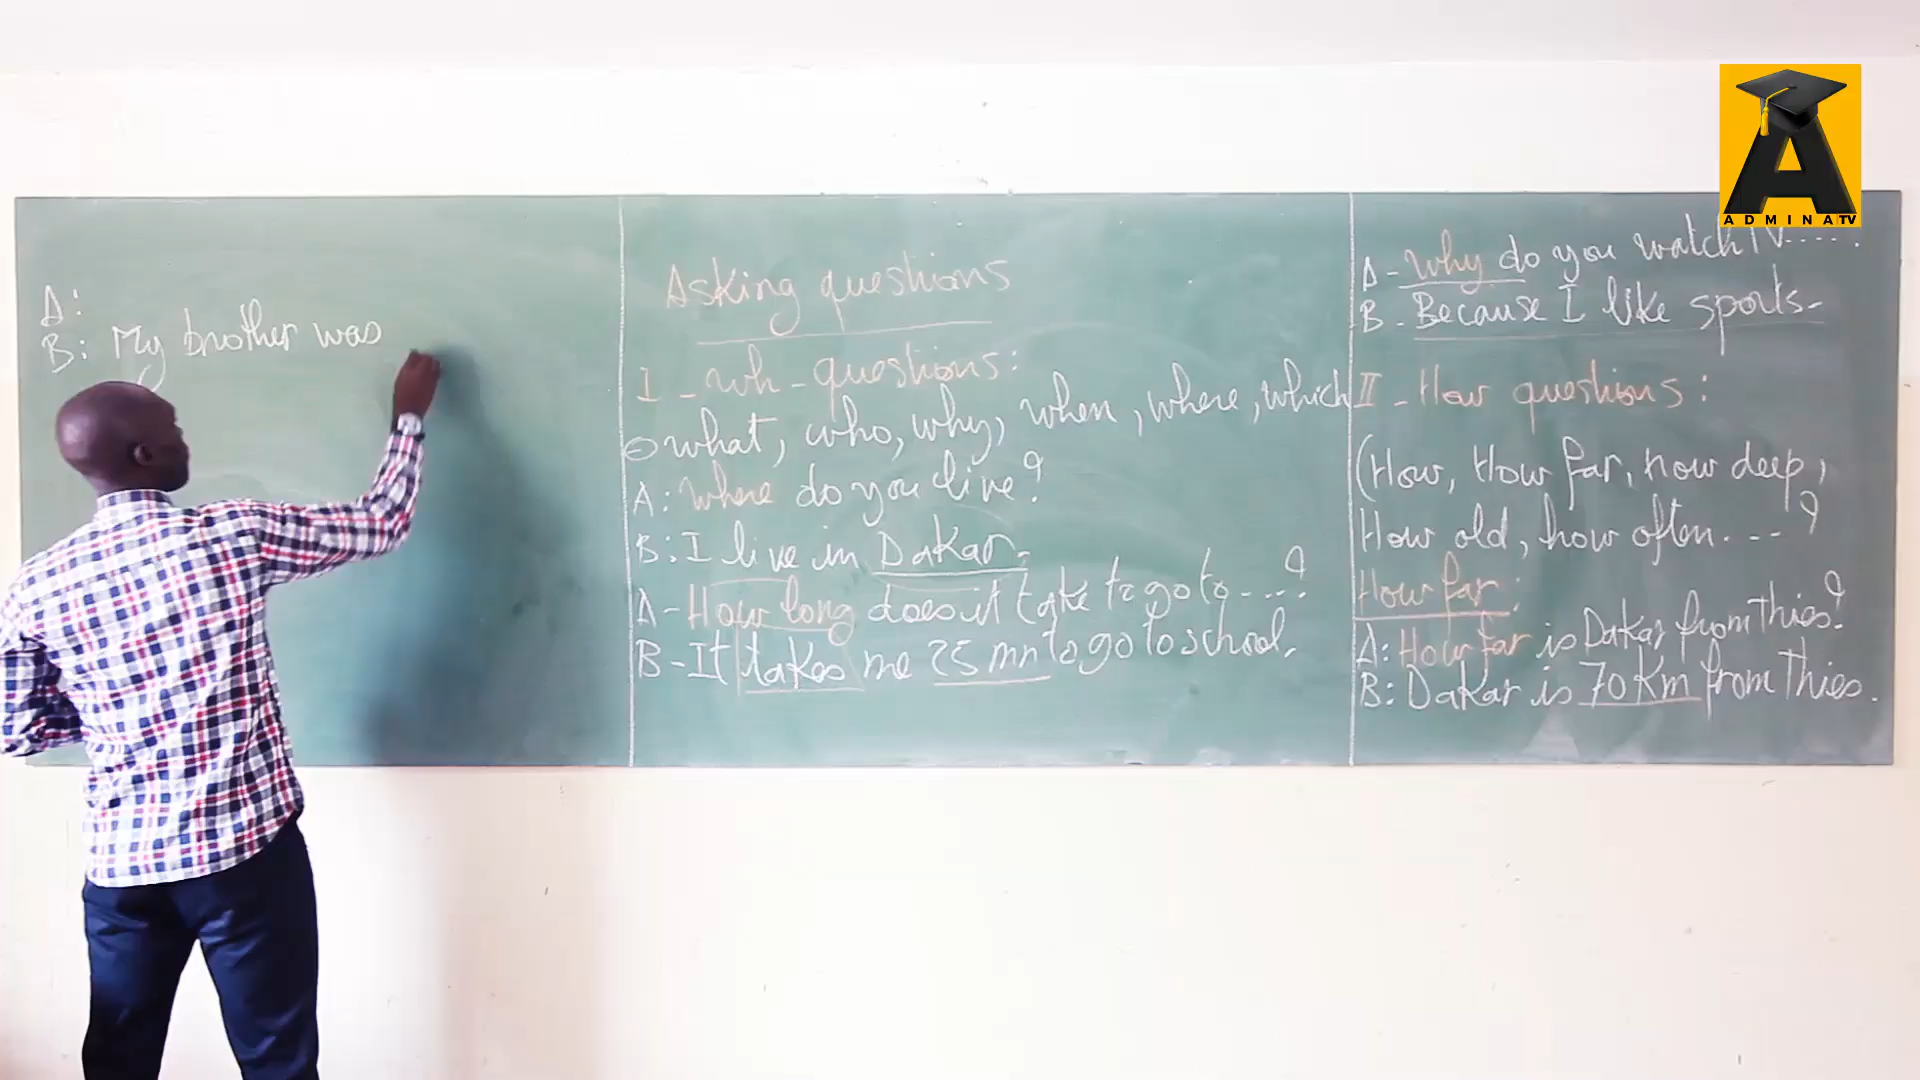 A:
B: My brother was
Asking questions
I - wh - questions:
what, who, why, when, where, which
A: Where do you live?
B: I live in Dakar.
A - How long does it take to go to ....?
B - It takes me 25 mn to go to school.
A - Why do you watch TV.....
B - Because I like sports.
II - How questions:
(How, How far, how deep,
How old, how often.--- ?
How far:
A: How far is Dakar from Thies?
B: Dakar is 70 Km from Thies.
ADMINATV